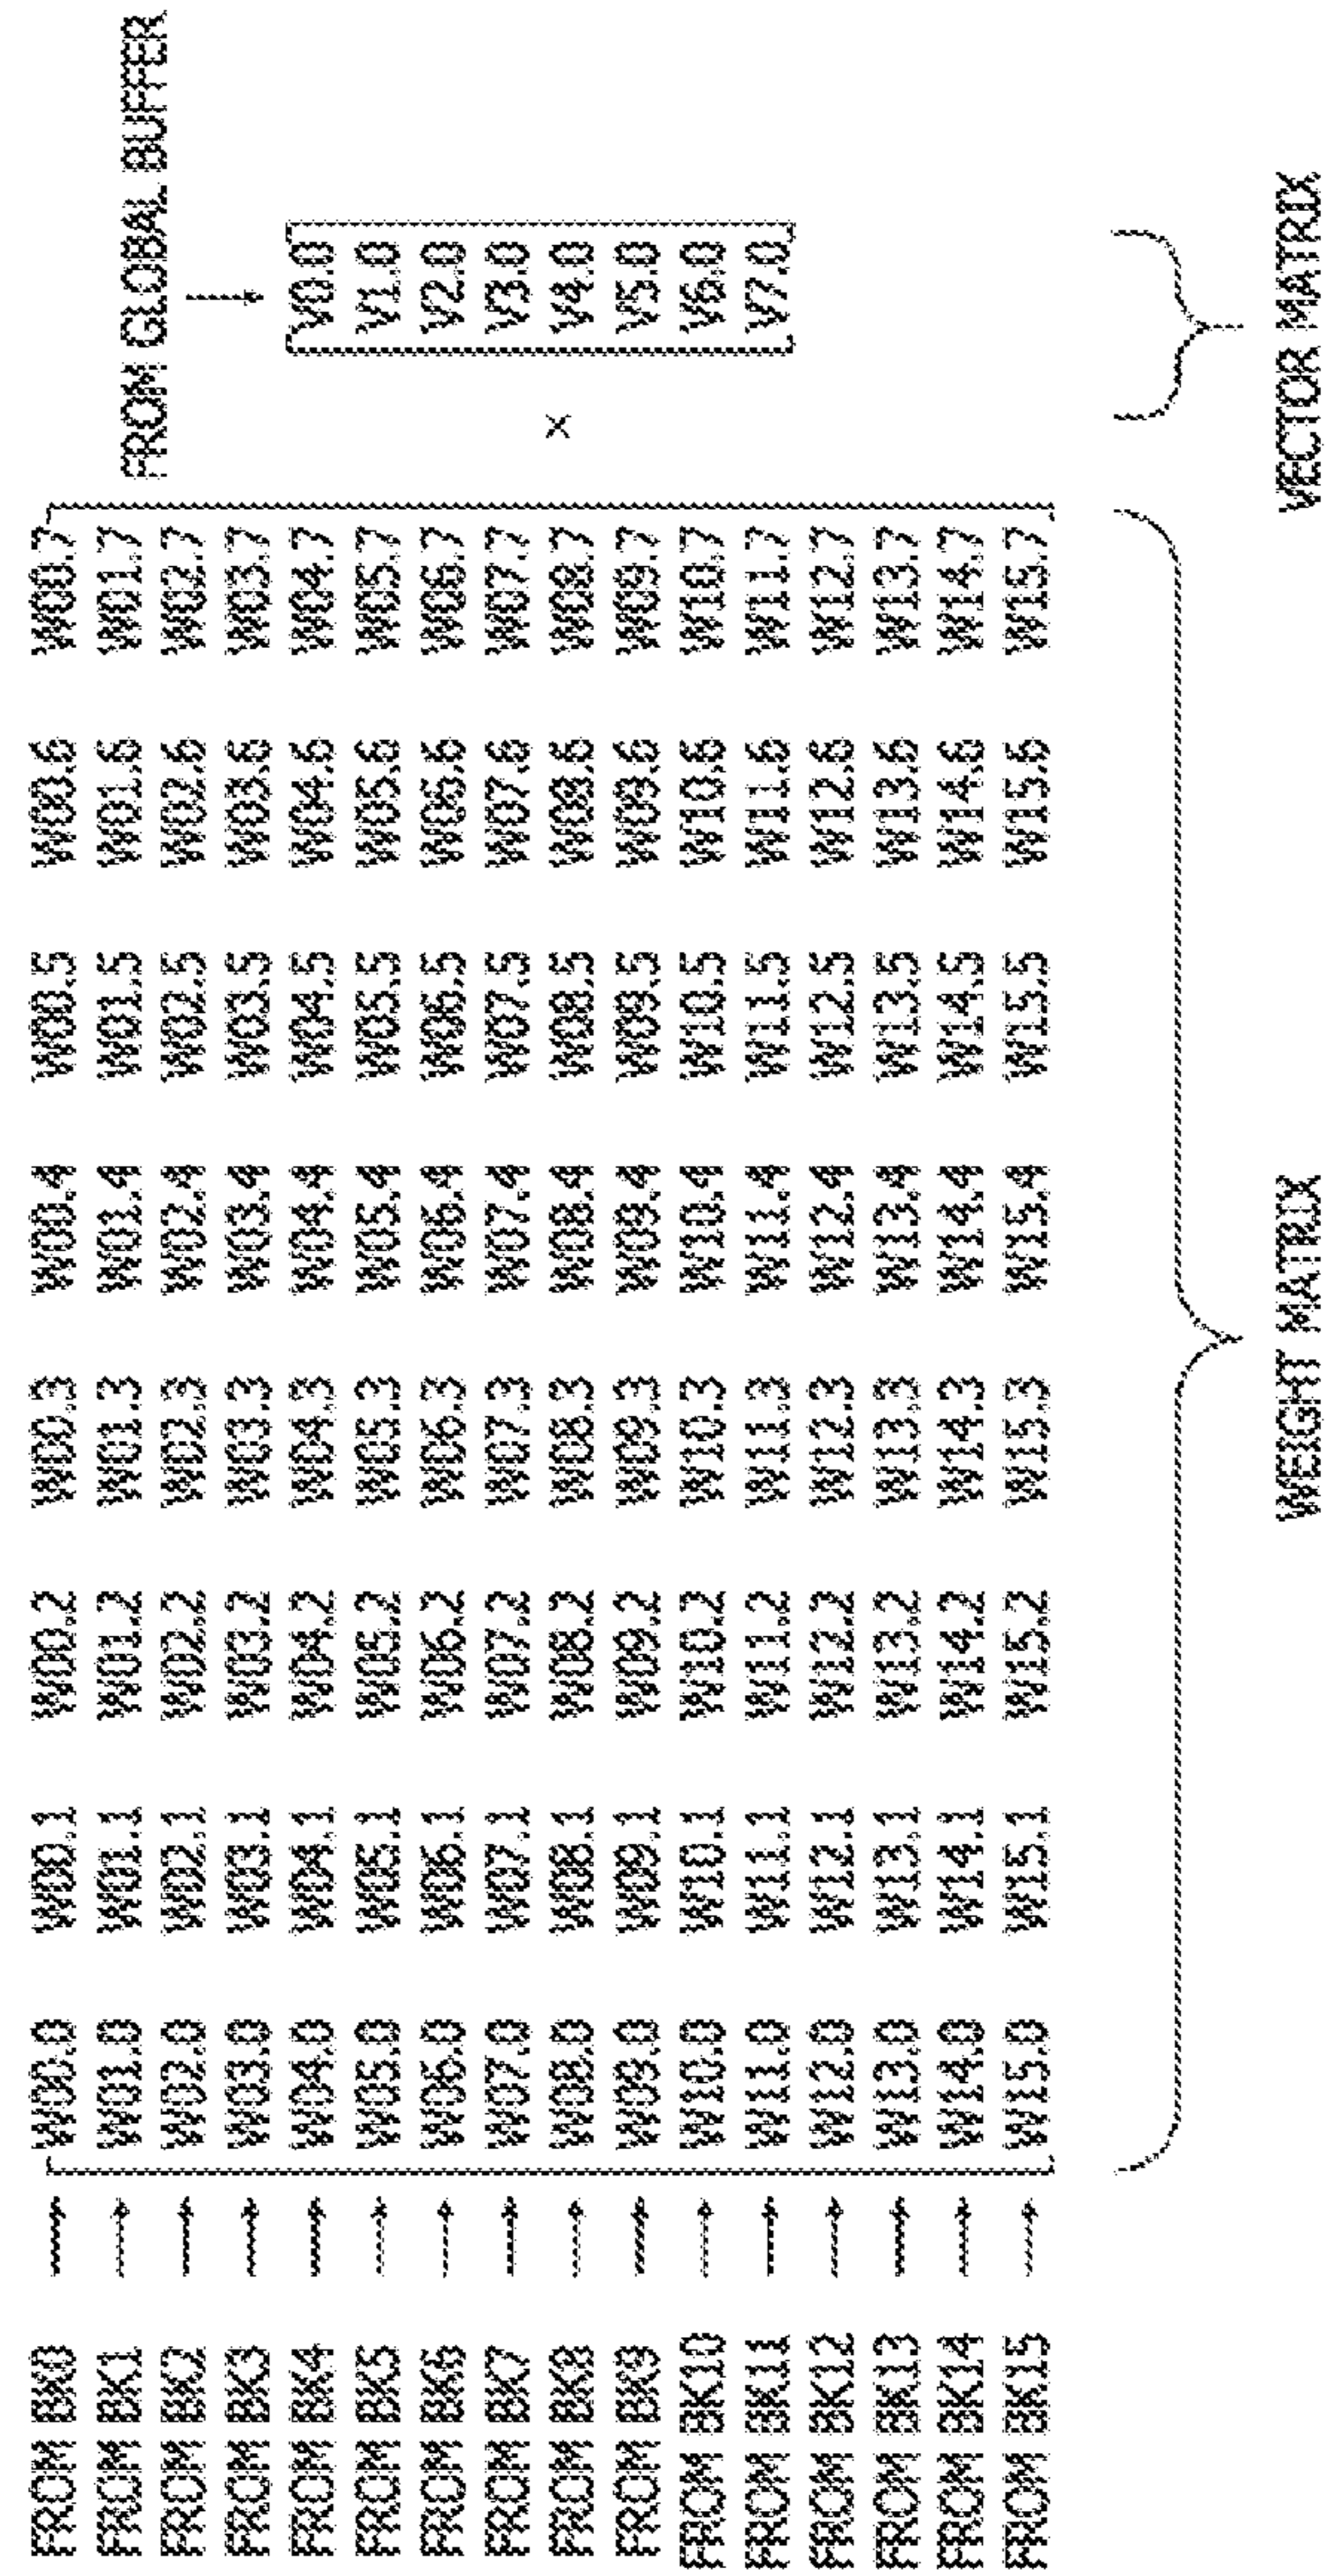 FROM GLOBAL BUFFER
FROM BK0 → W00.0 W00.1 W00.2 W00.3 W00.4 W00.5 W00.6 W00.7
FROM BK1 → W01.0 W01.1 W01.2 W01.3 W01.4 W01.5 W01.6 W01.7
FROM BK2 → W02.0 W02.1 W02.2 W02.3 W02.4 W02.5 W02.6 W02.7
FROM BK3 → W03.0 W03.1 W03.2 W03.3 W03.4 W03.5 W03.6 W03.7
FROM BK4 → W04.0 W04.1 W04.2 W04.3 W04.4 W04.5 W04.6 W04.7 V0.0
FROM BK5 → W05.0 W05.1 W05.2 W05.3 W05.4 W05.5 W05.6 W05.7 V1.0
FROM BK6 → W06.0 W06.1 W06.2 W06.3 W06.4 W06.5 W06.6 W06.7 V2.0
FROM BK7 → W07.0 W07.1 W07.2 W07.3 W07.4 W07.5 W07.6 W07.7 V3.0
FROM BK8 → W08.0 W08.1 W08.2 W08.3 W08.4 W08.5 W08.6 W08.7 × V4.0
FROM BK9 → W09.0 W09.1 W09.2 W09.3 W09.4 W09.5 W09.6 W09.7 V5.0
FROM BK10 → W10.0 W10.1 W10.2 W10.3 W10.4 W10.5 W10.6 W10.7 V6.0
FROM BK11 → W11.0 W11.1 W11.2 W11.3 W11.4 W11.5 W11.6 W11.7 V7.0
FROM BK12 → W12.0 W12.1 W12.2 W12.3 W12.4 W12.5 W12.6 W12.7
FROM BK13 → W13.0 W13.1 W13.2 W13.3 W13.4 W13.5 W13.6 W13.7
FROM BK14 → W14.0 W14.1 W14.2 W14.3 W14.4 W14.5 W14.6 W14.7
FROM BK15 → W15.0 W15.1 W15.2 W15.3 W15.4 W15.5 W15.6 W15.7
WEIGHT MATRIX VECTOR MATRIX